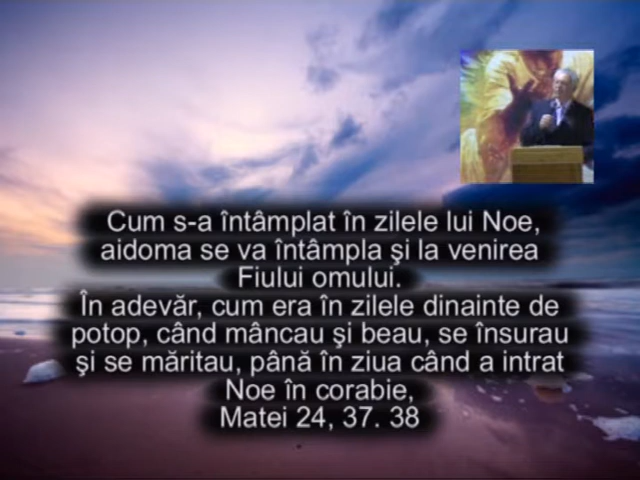 Cum s-a întâmplat în zilele lui Noe,
aidoma se va întâmpla şi la venirea
Fiului omului.
În adevăr, cum era în zilele dinainte de
potop, când mâncau şi beau, se însurau
şi se măritau, până în ziua când a intrat
Noe în corabie,
Matei 24, 37. 38